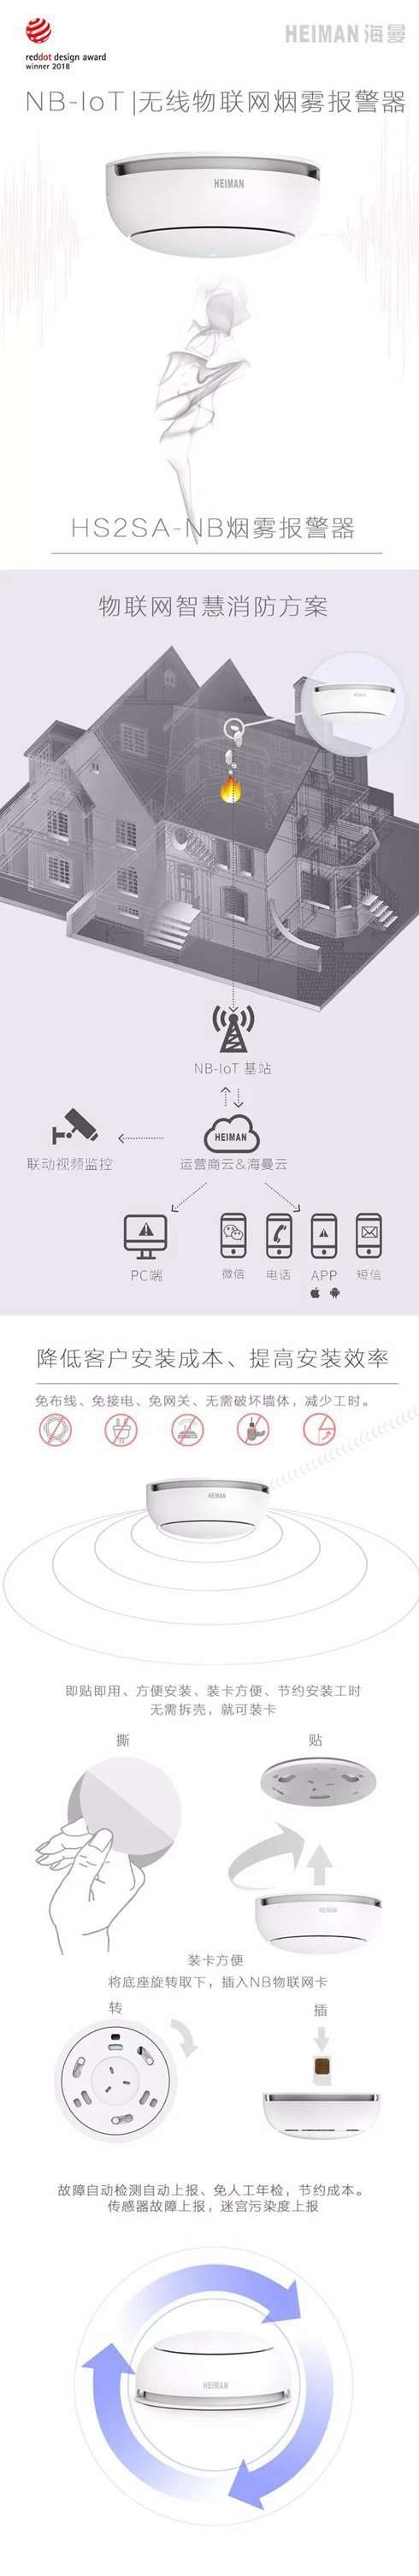 reddot design award
winner 2018
HEIMAN 海曼
NB-IoT|无线物联网烟雾报警器
HEIMAN
HS2SA-NB烟雾报警器
物联网智慧消防方案
NB-IoT 基站
HEIMAN
联动视频监控
运营商云&海曼云
PC端
微信
电话
APP
短信
降低客户安装成本、提高安装效率
免布线、免接电、免网关、无需破坏墙体，减少工时。
HEIMAN
即贴即用、方便安装、装卡方便、节约安装工时
无需拆壳，就可装卡
撕
贴
HEIMAN
装卡方便
将底座旋转取下，插入NB物联网卡
转
插
故障自动检测自动上报、免人工年检，节约成本。
传感器故障上报，迷宫污染度上报
HEIMAN